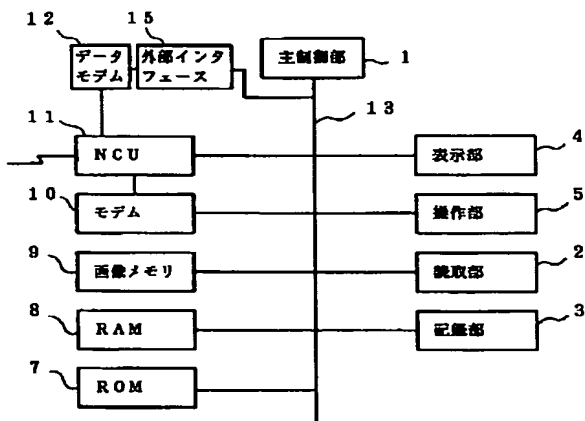 12
15
データ
モデム
外部インタ
フェース
主制御部
1
13
11
NCU
表示部
4
10
モデム
操作部
5
9
画像メモリ
読取部
2
8
RAM
記録部
3
7
ROM